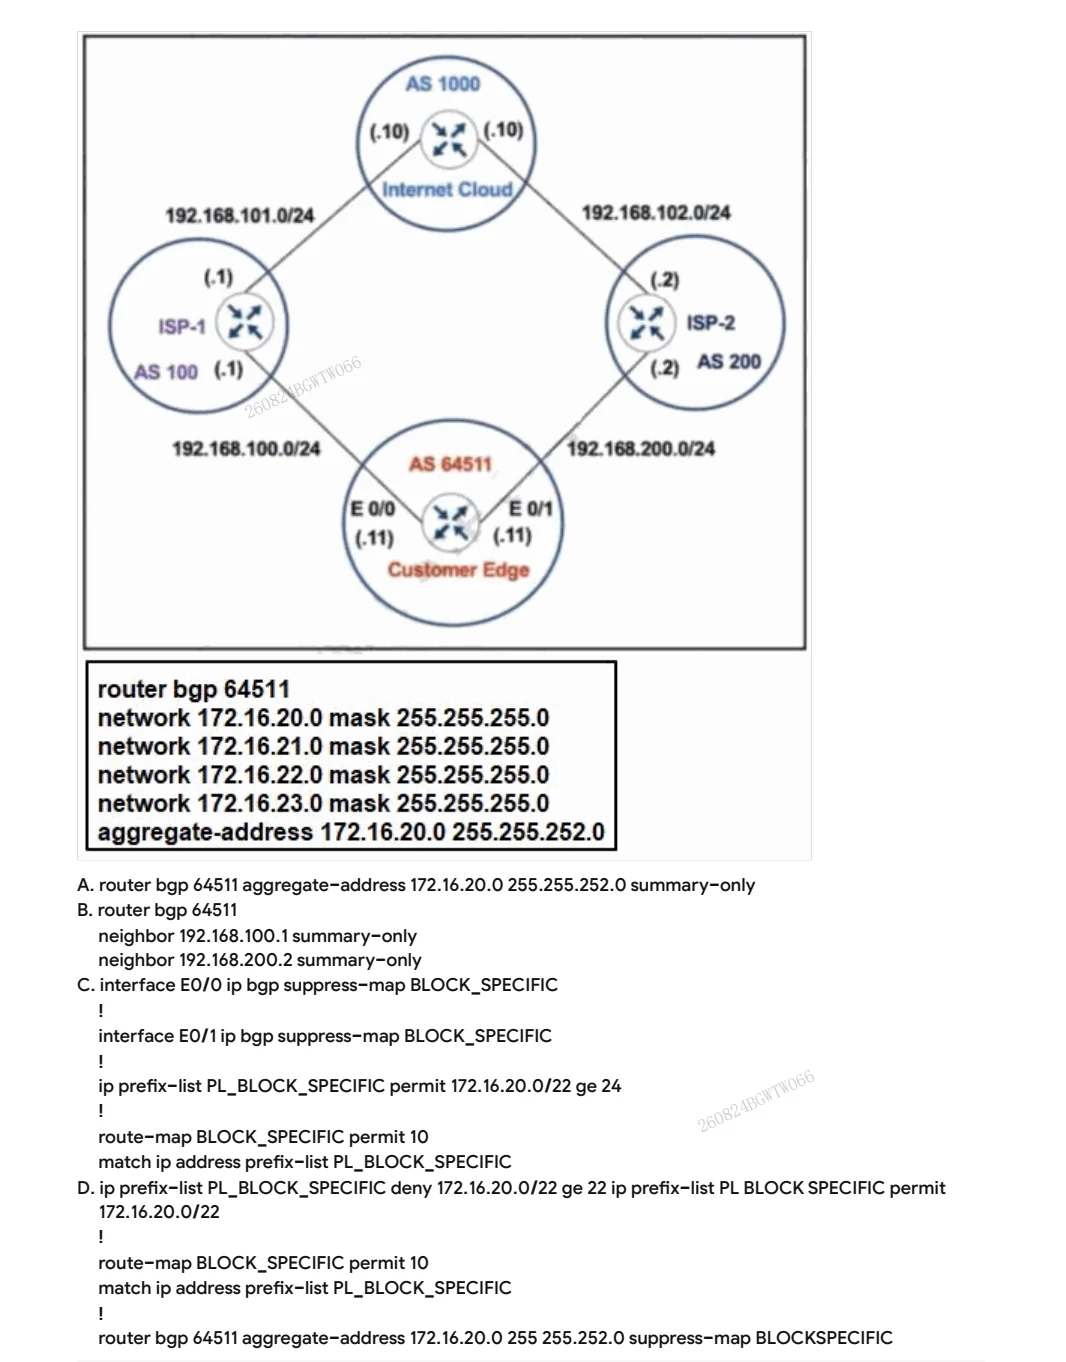 AS 1000
(.10)
(.10)
Internet Cloud
192.168.101.0/24
192.168.102.0/24
(.1)
(.2)
ISP-1
ISP-2
AS 100
(.1)
(.2)
AS 200
260824BGWTW066
192.168.100.0/24
192.168.200.0/24
AS 64511
E 0/0
E 0/1
(.11)
(.11)
Customer Edge
router bgp 64511
network 172.16.20.0 mask 255.255.255.0
network 172.16.21.0 mask 255.255.255.0
network 172.16.22.0 mask 255.255.255.0
network 172.16.23.0 mask 255.255.255.0
aggregate-address 172.16.20.0 255.255.252.0
A. router bgp 64511 aggregate-address 172.16.20.0 255.255.252.0 summary-only
B. router bgp 64511
neighbor 192.168.100.1 summary-only
neighbor 192.168.200.2 summary-only
C. interface E0/0 ip bgp suppress-map BLOCK_SPECIFIC
!
interface E0/1 ip bgp suppress-map BLOCK_SPECIFIC
!
ip prefix-list PL_BLOCK_SPECIFIC permit 172.16.20.0/22 ge 24
!
route-map BLOCK_SPECIFIC permit 10
match ip address prefix-list PL_BLOCK_SPECIFIC
260824BGWTW066
D. ip prefix-list PL_BLOCK_SPECIFIC deny 172.16.20.0/22 ge 22 ip prefix-list PL BLOCK SPECIFIC permit
172.16.20.0/22
!
route-map BLOCK_SPECIFIC permit 10
match ip address prefix-list PL_BLOCK_SPECIFIC
!
router bgp 64511 aggregate-address 172.16.20.0 255 255.252.0 suppress-map BLOCKSPECIFIC